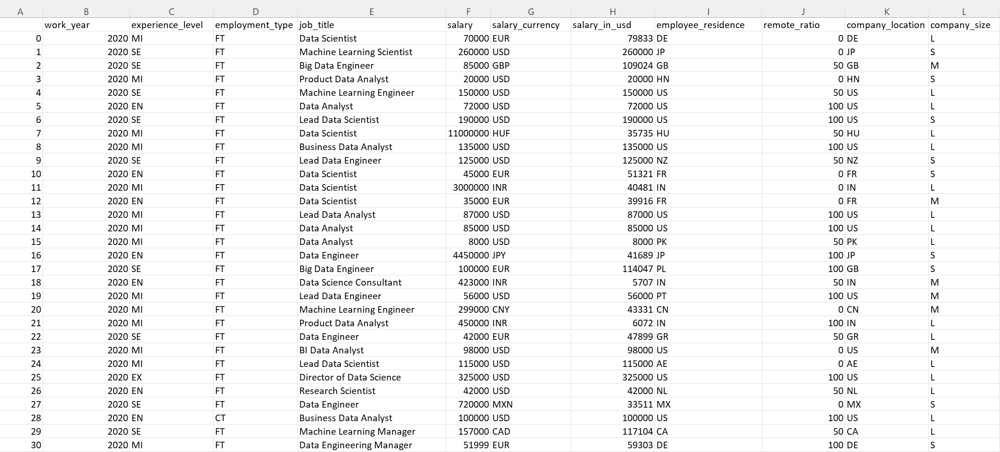 A B C D E F G H I J K L
work_year experience_level employment_type job_title salary salary_currency salary_in_usd employee_residence remote_ratio company_location company_size
0 2020 MI FT Data Scientist 70000 EUR 79833 DE 0 DE L
1 2020 SE FT Machine Learning Scientist 260000 USD 260000 JP 0 JP S
2 2020 SE FT Big Data Engineer 85000 GBP 109024 GB 50 GB M
3 2020 MI FT Product Data Analyst 20000 USD 20000 HN 0 HN S
4 2020 SE FT Machine Learning Engineer 150000 USD 150000 US 50 US L
5 2020 EN FT Data Analyst 72000 USD 72000 US 100 US L
6 2020 SE FT Lead Data Scientist 190000 USD 190000 US 100 US S
7 2020 MI FT Data Scientist 11000000 HUF 35735 HU 50 HU L
8 2020 MI FT Business Data Analyst 135000 USD 135000 US 100 US L
9 2020 SE FT Lead Data Engineer 125000 USD 125000 NZ 50 NZ S
10 2020 EN FT Data Scientist 45000 EUR 51321 FR 0 FR S
11 2020 MI FT Data Scientist 3000000 INR 40481 IN 0 IN L
12 2020 EN FT Data Scientist 35000 EUR 39916 FR 0 FR M
13 2020 MI FT Lead Data Analyst 87000 USD 87000 US 100 US L
14 2020 MI FT Data Analyst 85000 USD 85000 US 100 US L
15 2020 MI FT Data Analyst 8000 USD 8000 PK 50 PK L
16 2020 EN FT Data Engineer 4450000 JPY 41689 JP 100 JP S
17 2020 SE FT Big Data Engineer 100000 EUR 114047 PL 100 GB S
18 2020 EN FT Data Science Consultant 423000 INR 5707 IN 50 IN M
19 2020 MI FT Lead Data Engineer 56000 USD 56000 PT 100 US M
20 2020 MI FT Machine Learning Engineer 299000 CNY 43331 CN 0 CN M
21 2020 MI FT Product Data Analyst 450000 INR 6072 IN 100 IN L
22 2020 SE FT Data Engineer 42000 EUR 47899 GR 50 GR L
23 2020 MI FT BI Data Analyst 98000 USD 98000 US 0 US M
24 2020 MI FT Lead Data Scientist 115000 USD 115000 AE 0 AE L
25 2020 EX FT Director of Data Science 325000 USD 325000 US 100 US L
26 2020 EN FT Research Scientist 42000 USD 42000 NL 50 NL L
27 2020 SE FT Data Engineer 720000 MXN 33511 MX 0 MX S
28 2020 EN CT Business Data Analyst 100000 USD 100000 US 100 US L
29 2020 SE FT Machine Learning Manager 157000 CAD 117104 CA 50 CA L
30 2020 MI FT Data Engineering Manager 51999 EUR 59303 DE 100 DE S